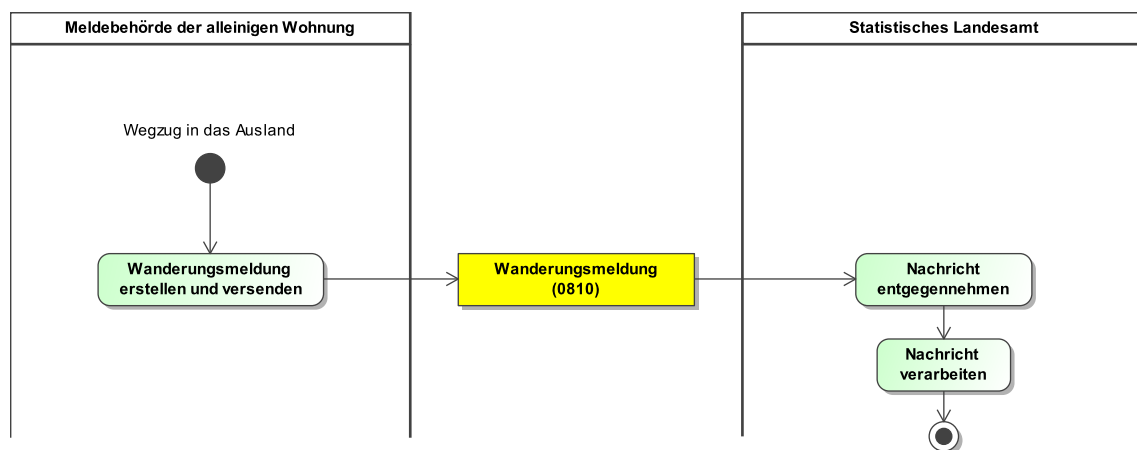 Meldebehörde der alleinigen Wohnung
Statistisches Landesamt
Wegzug in das Ausland
Wanderungsmeldung
erstellen und versenden
Wanderungsmeldung
(0810)
Nachricht
entgegennehmen
Nachricht
verarbeiten